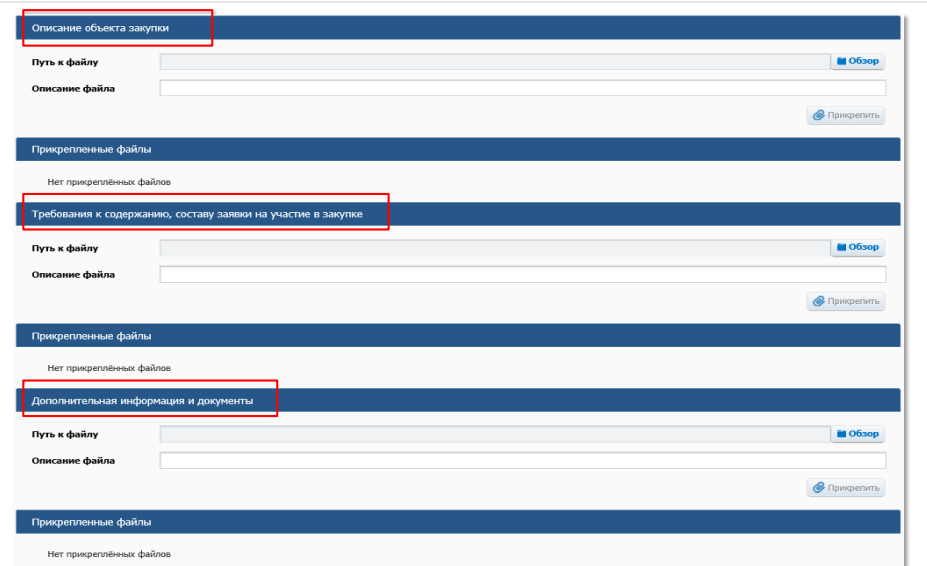 Описание объекта закупки
Путь к файлу Обзор
Описание файла
Прикрепить
Прикрепленные файлы
Нет прикреплённых файлов
Требования к содержанию, составу заявки на участие в закупке
Путь к файлу Обзор
Описание файла
Прикрепить
Прикрепленные файлы
Нет прикреплённых файлов
Дополнительная информация и документы
Путь к файлу Обзор
Описание файла
Прикрепить
Прикрепленные файлы
Нет прикреплённых файлов